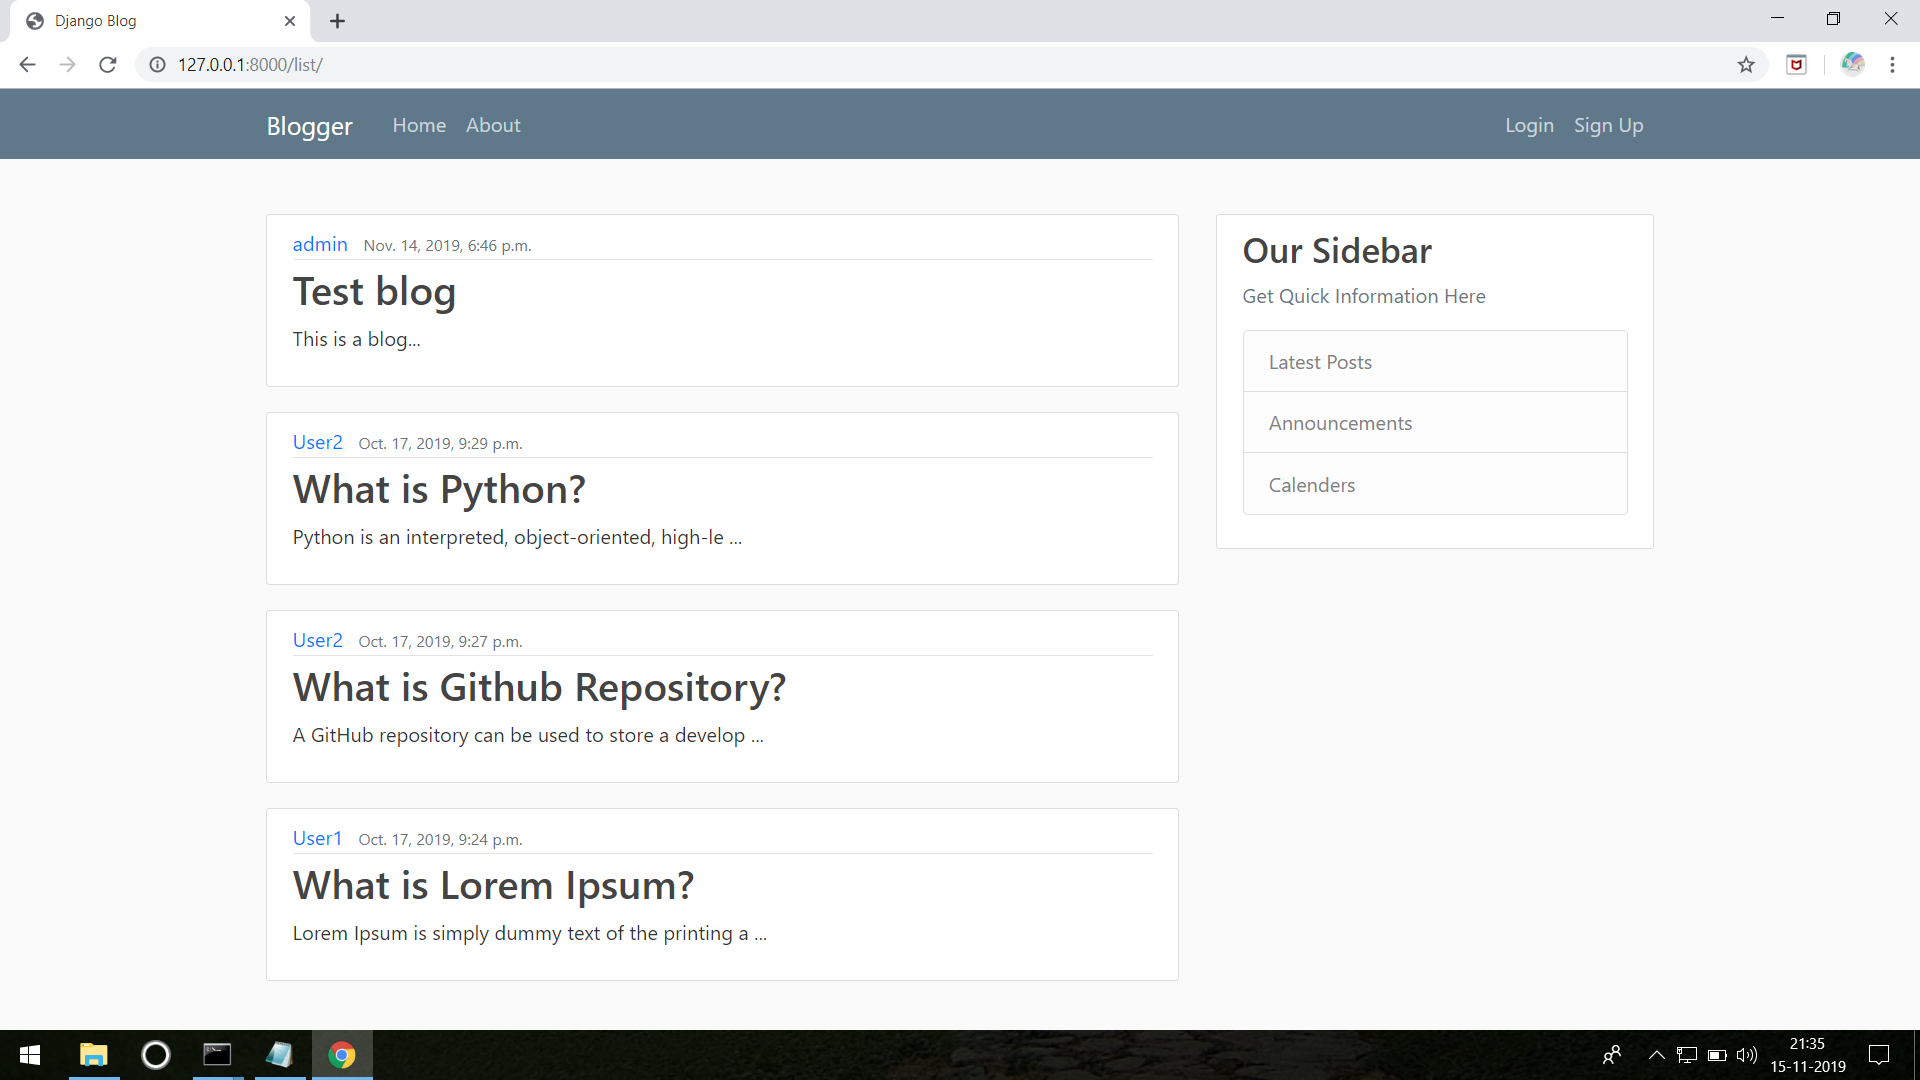 Django Blog
127.0.0.1:8000/list/
Blogger Home About Login Sign Up
admin Nov. 14, 2019, 6:46 p.m.
Test blog
This is a blog...
User2 Oct. 17, 2019, 9:29 p.m.
What is Python?
Python is an interpreted, object-oriented, high-le ...
User2 Oct. 17, 2019, 9:27 p.m.
What is Github Repository?
A GitHub repository can be used to store a develop ...
User1 Oct. 17, 2019, 9:24 p.m.
What is Lorem Ipsum?
Lorem Ipsum is simply dummy text of the printing a ...
Our Sidebar
Get Quick Information Here
Latest Posts
Announcements
Calenders
21:35
15-11-2019